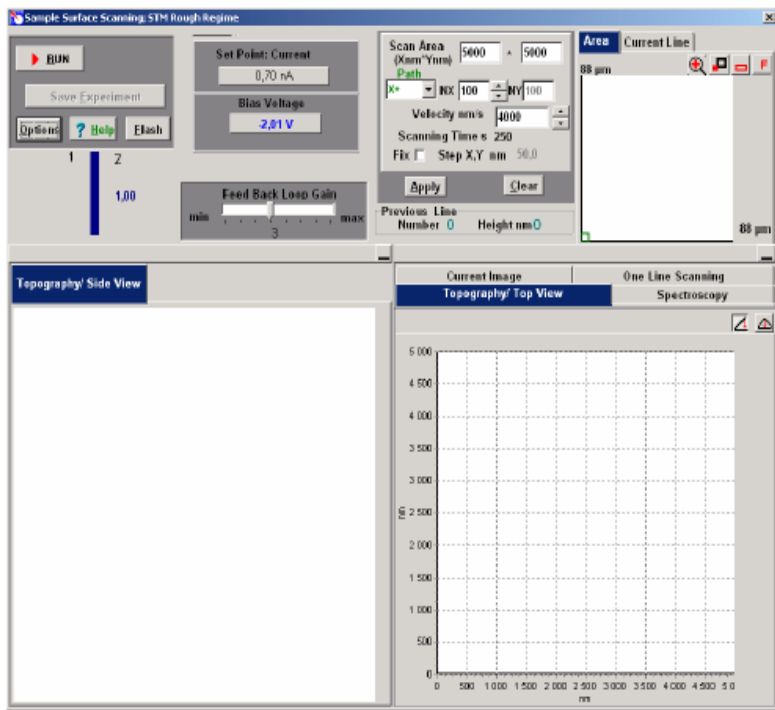 Sample Surface Scanning: STM Rough Regime
RUN
Save Experiment
Options ? Help Flash
1 2
1,00
Set Point: Current
0,70 nA
Bias Voltage
-2,01 V
Feed Back Loop Gain
min max
3
Scan Area
(Xnm*Ynm) 5000 * 5000
Path
X+ NX 100 NY 100
Velocity nm/s 4000
Scanning Time s 250
Fix Step X,Y nm 50,0
Apply Clear
Previous Line
Number 0 Height nm 0
Area Current Line
F
88 µm
88 µm
Topography/ Side View
Current Image One Line Scanning
Topography/ Top View Spectroscopy
5 000
4 500
4 000
3 500
3 000
2 500
2 000
1 500
1 000
500
0
nm
0 500 1 000 1 500 2 000 2 500 3 000 3 500 4 000 4 500 5 0
nm